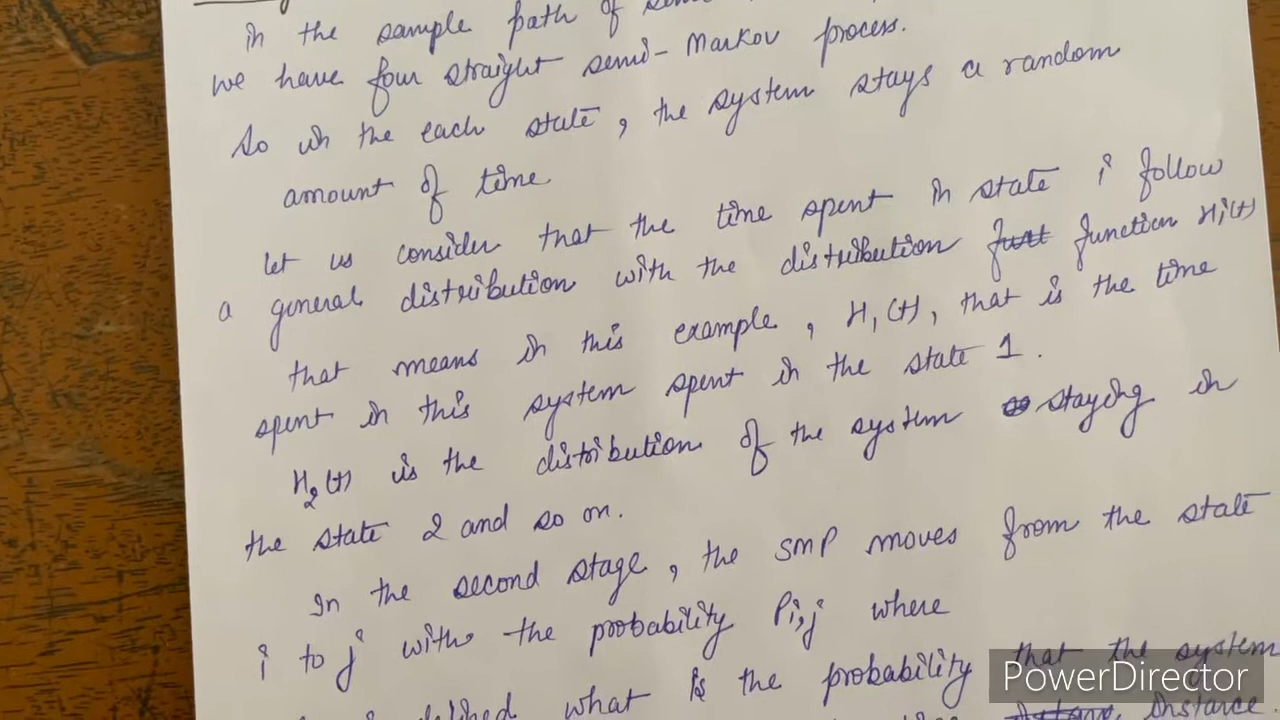 in the sample path of
we have four straight semi-Markov process.
So in the each state, the system stays a random
amount of time
let us consider that the time spent in state i follow
a general distribution with the distribution function Hi(t)
that means in this example, H1(t), that is the time
spent in this system spent in the state 1.
H2(t) is the distribution of the system staying in
the state 2 and so on.
In the second stage, the SMP moves from the state
i to j with the probability Pi,j where
what is the probability that the system
instance.
PowerDirector